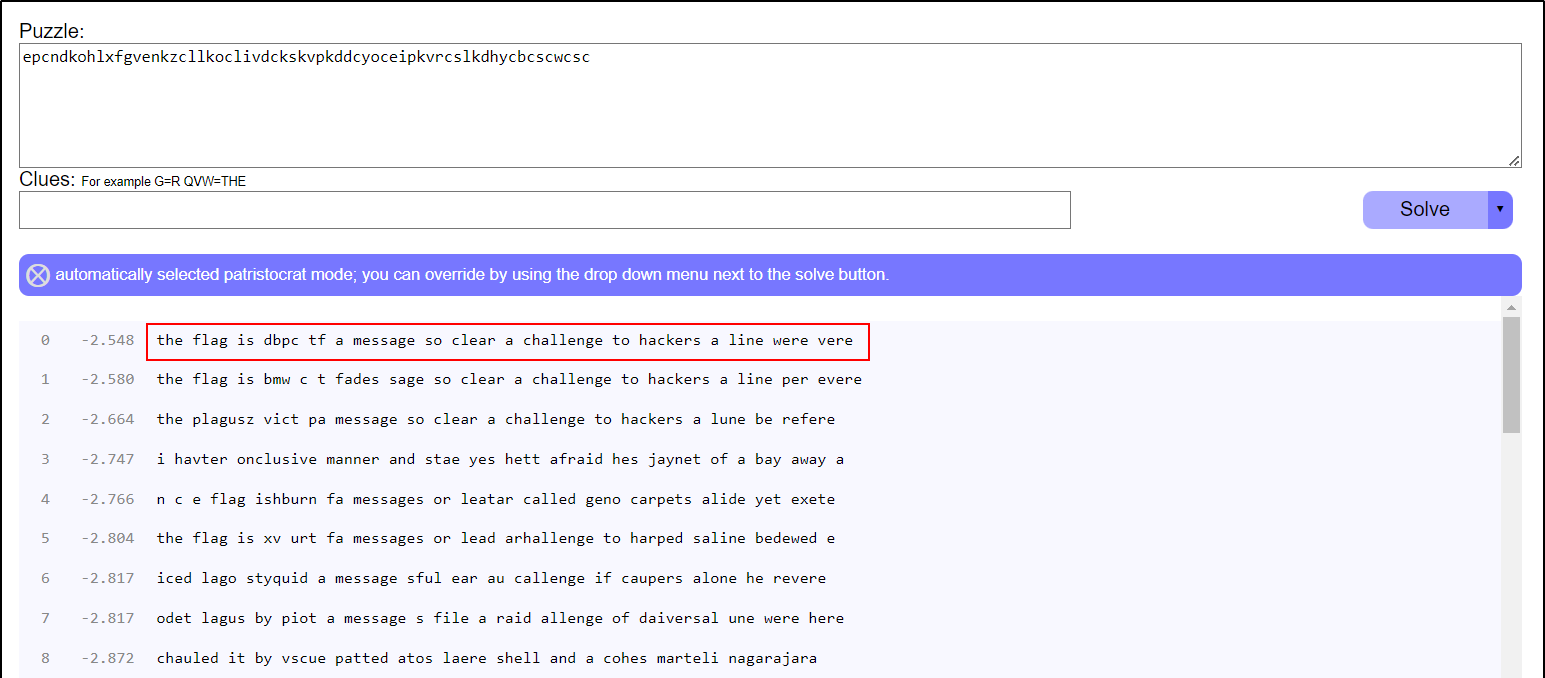 Puzzle:
epcndkohlxfgvenkzcllkoclivdckskvpkddcyoceipkvrcslkdhycbcscwcsc
Clues: For example G=R QVW=THE
Solve
automatically selected patristocrat mode; you can override by using the drop down menu next to the solve button.
0 -2.548 the flag is dbpc tf a message so clear a challenge to hackers a line were vere
1 -2.580 the flag is bmw c t fades sage so clear a challenge to hackers a line per evere
2 -2.664 the plagusz vict pa message so clear a challenge to hackers a lune be refere
3 -2.747 i havter onclusive manner and stae yes hett afraid hes jaynet of a bay away a
4 -2.766 n c e flag ishburn fa messages or leatar called geno carpets alide yet exete
5 -2.804 the flag is xv urt fa messages or lead arhallenge to harped saline bedewed e
6 -2.817 iced lago styquid a message sful ear au callenge if caupers alone he revere
7 -2.817 odet lagus by piot a message s file a raid allenge of daiversal une were here
8 -2.872 chauled it by vscue patted atos laere shell and a cohes marteli nagarajara